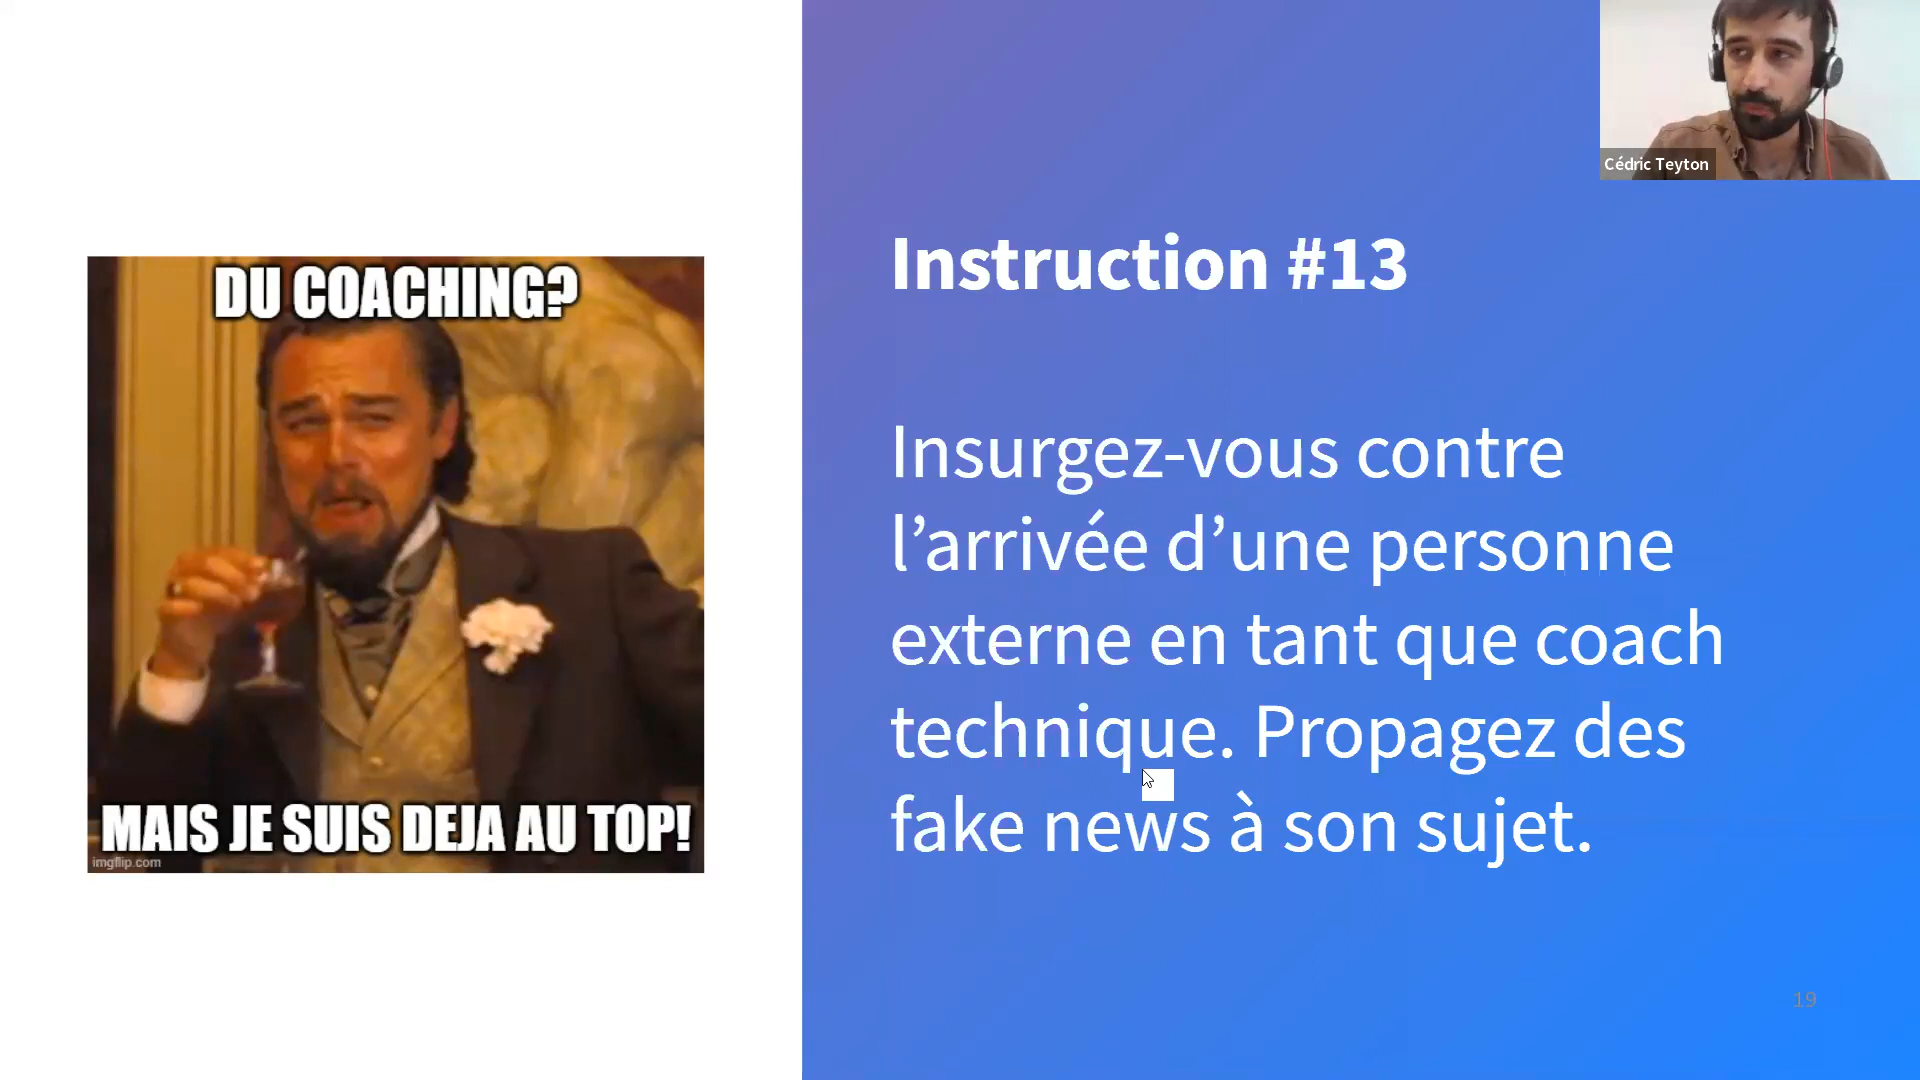 DU COACHING?
MAIS JE SUIS DEJA AU TOP!
imgflip.com
Cédric Teyton
Instruction #13
Insurgez-vous contre
l’arrivée d’une personne
externe en tant que coach
technique. Propagez des
fake news à son sujet.
19